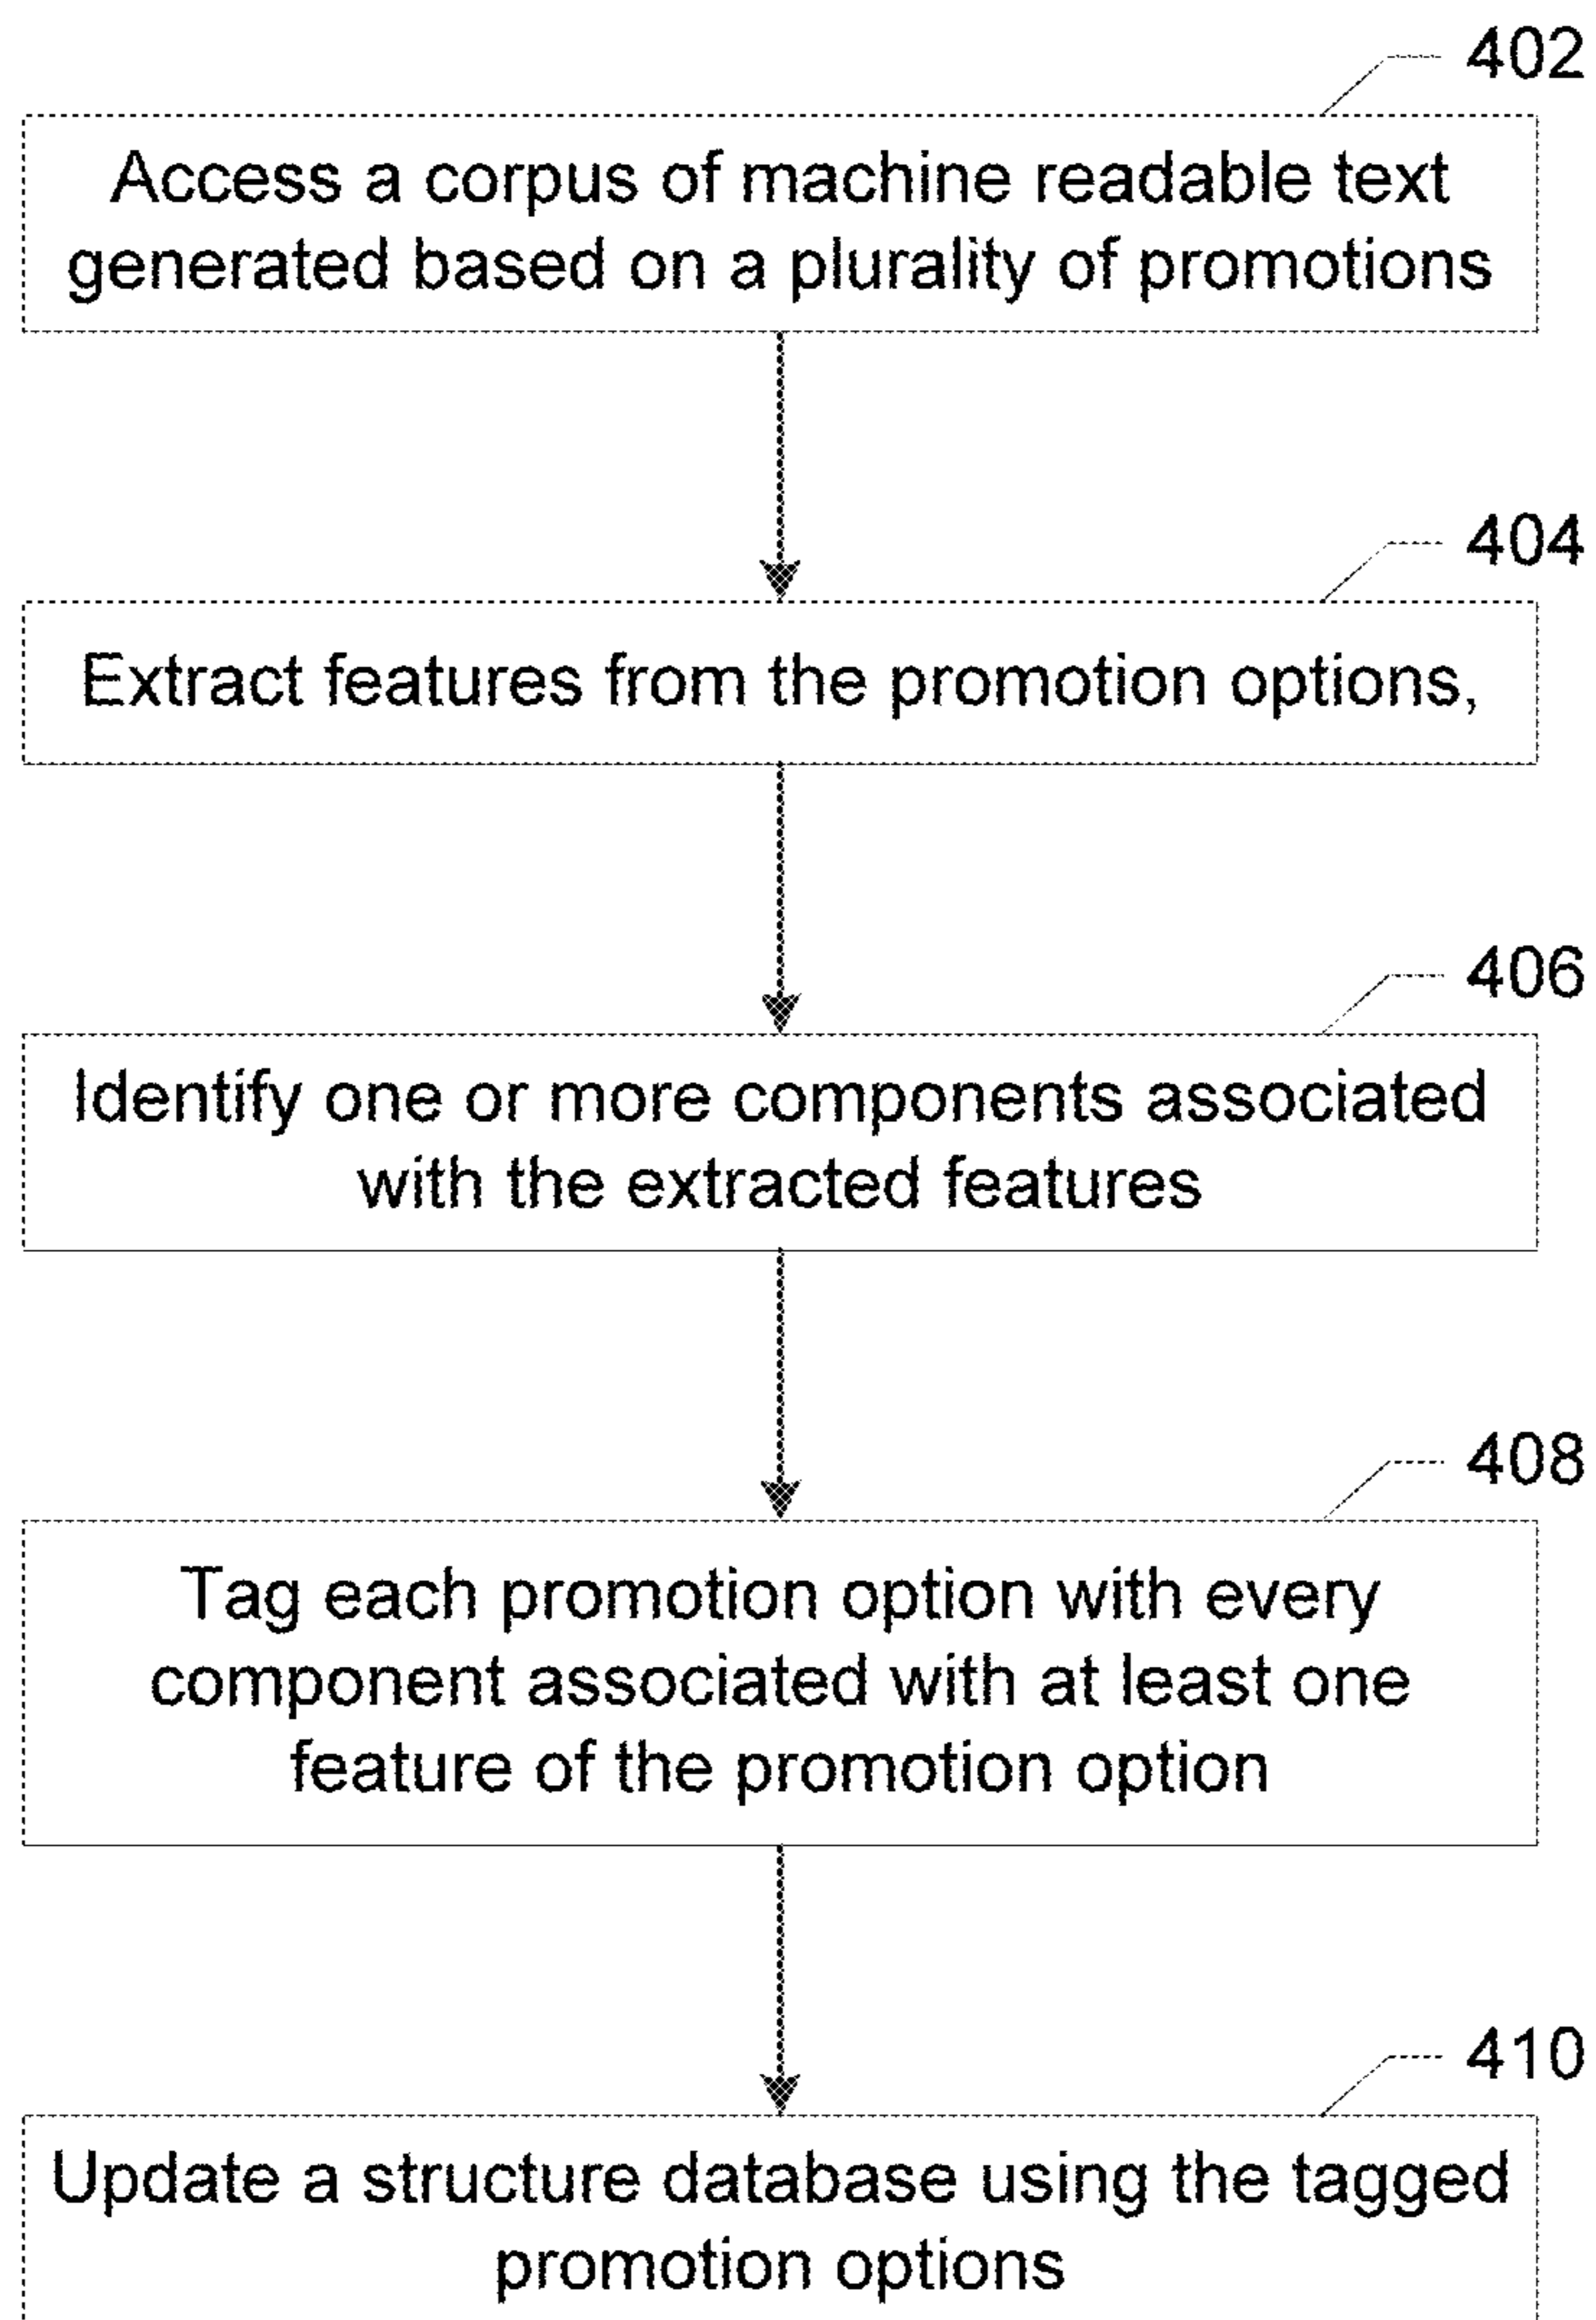 402
Access a corpus of machine readable text
generated based on a plurality of promotions
404
Extract features from the promotion options,
406
Identify one or more components associated
with the extracted features
408
Tag each promotion option with every
component associated with at least one
feature of the promotion option
410
Update a structure database using the tagged
promotion options